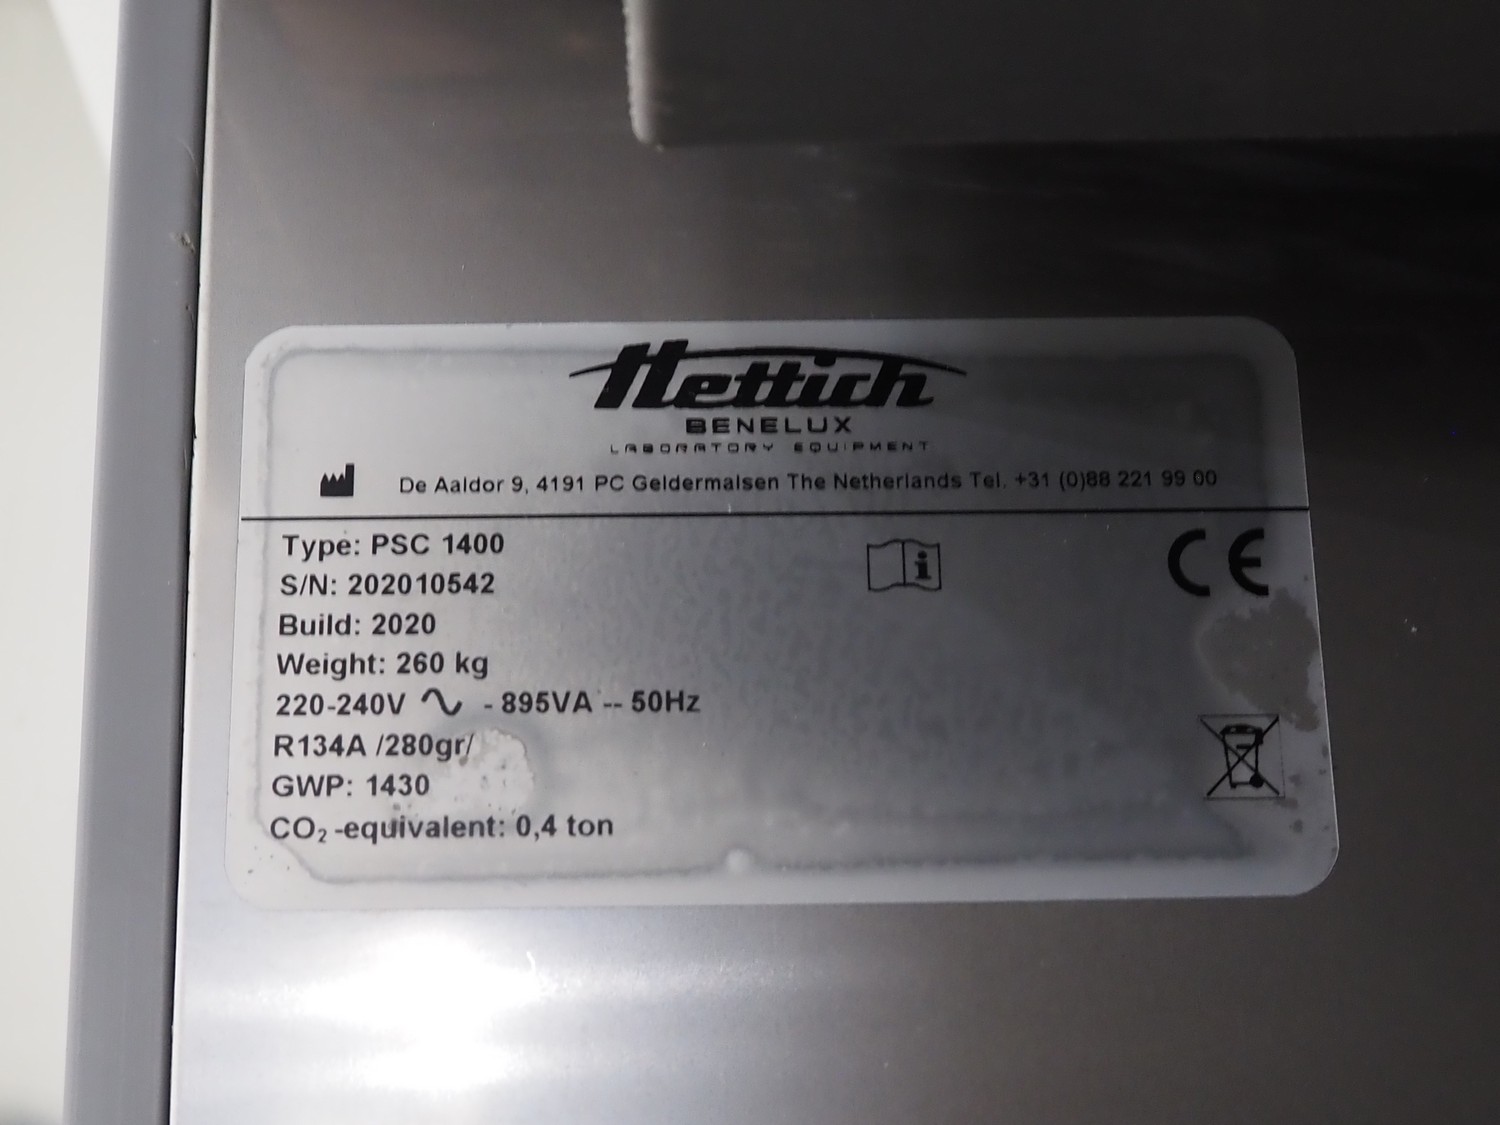 Hettich
BENELUX
LABORATORY EQUIPMENT
De Aaldor 9, 4191 PC Geldermalsen The Netherlands Tel. +31 (0)88 221 99 00
Type: PSC 1400
S/N: 202010542
Build: 2020
Weight: 260 kg
220-240V ∿ - 895VA -- 50Hz
R134A /280gr/
GWP: 1430
CO₂ -equivalent: 0,4 ton
i
CE